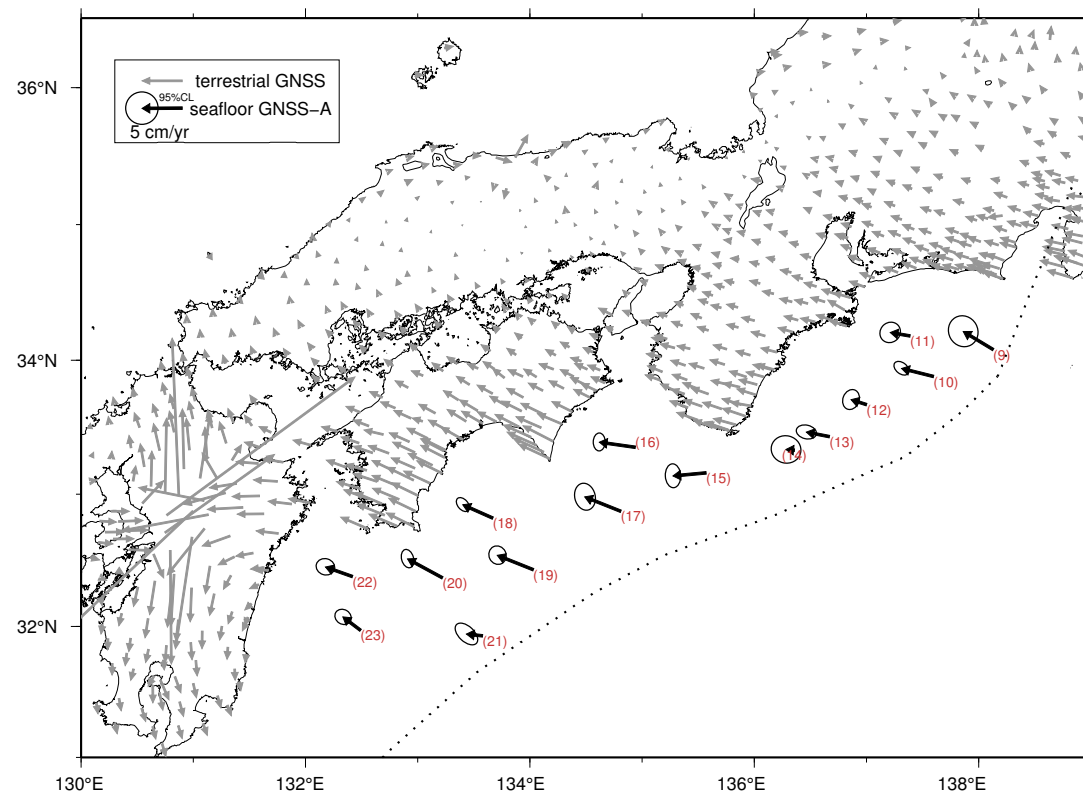 36°N
34°N
32°N
terrestrial GNSS
95%CL
seafloor GNSS−A
5 cm/yr
(9)
(11)
(10)
(12)
(13)
(14)
(16)
(15)
(17)
(18)
(19)
(20)
(22)
(23)
(21)
130°E
132°E
134°E
136°E
138°E